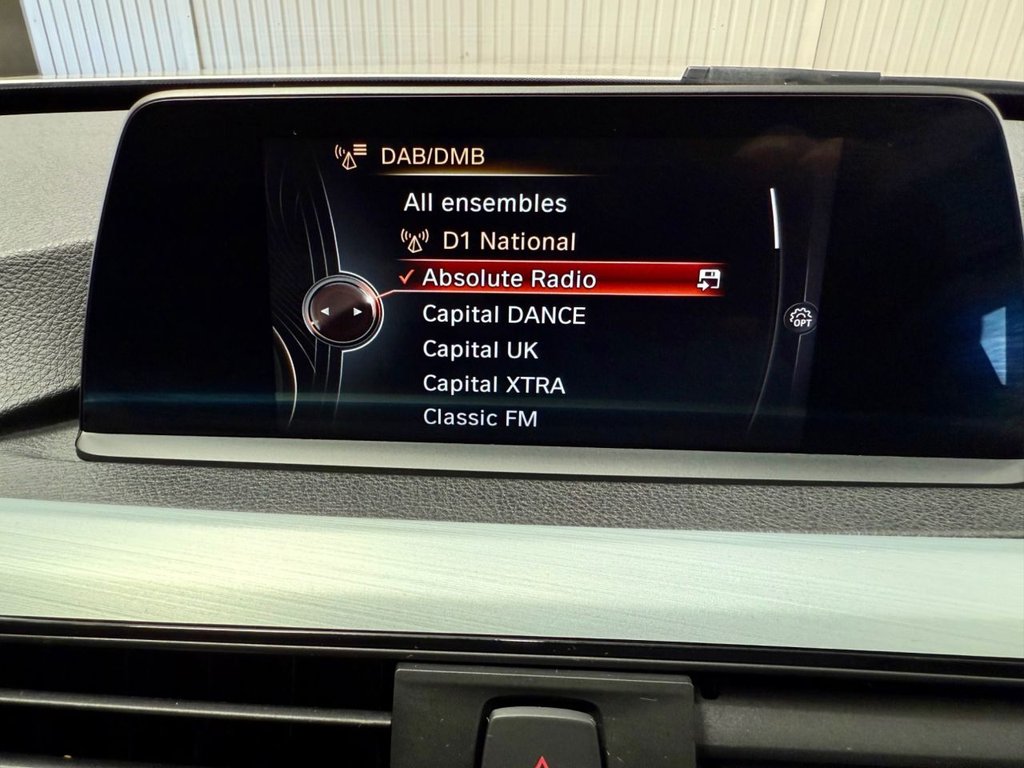 DAB/DMB
All ensembles
D1 National
Absolute Radio
Capital DANCE
Capital UK
OPT
Capital XTRA
Classic FM